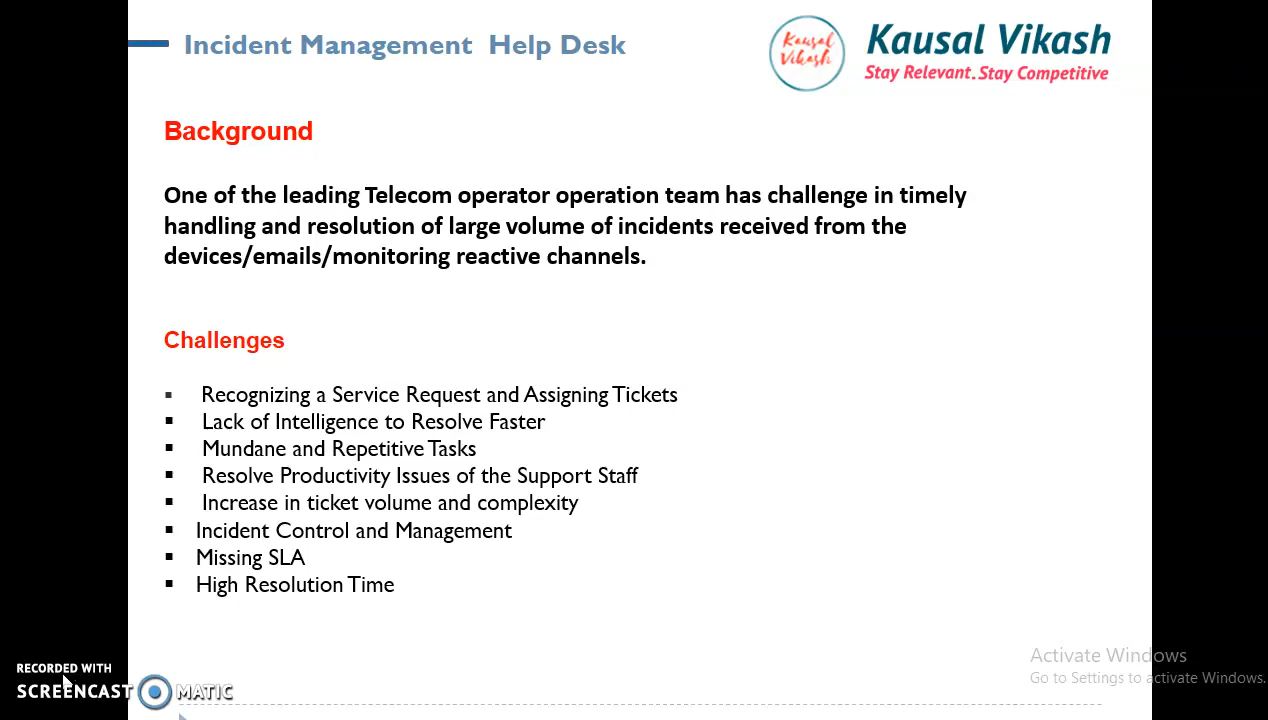 Incident Management Help Desk
Kausal
Vikash
Kausal Vikash
Stay Relevant. Stay Competitive
Background
One of the leading Telecom operator operation team has challenge in timely
handling and resolution of large volume of incidents received from the
devices/emails/monitoring reactive channels.
Challenges
▪ Recognizing a Service Request and Assigning Tickets
▪ Lack of Intelligence to Resolve Faster
▪ Mundane and Repetitive Tasks
▪ Resolve Productivity Issues of the Support Staff
▪ Increase in ticket volume and complexity
▪ Incident Control and Management
▪ Missing SLA
▪ High Resolution Time
Activate Windows
Go to Settings to activate Windows.
RECORDED WITH
SCREENCAST MATIC